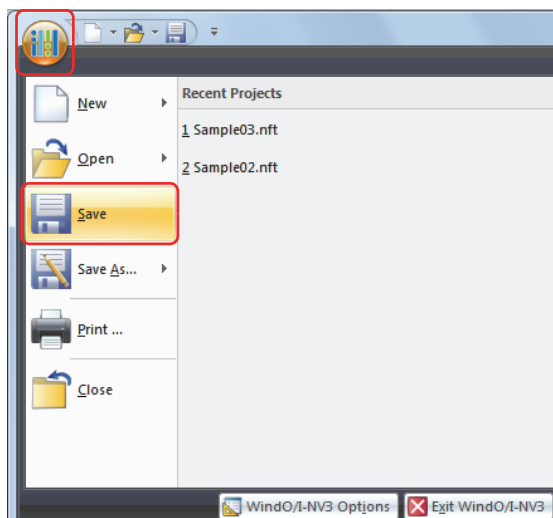 New
Open
Save
Save As...
Print ...
Close
Recent Projects
1 Sample03.nft
2 Sample02.nft
WindO/I-NV3 Options
Exit WindO/I-NV3